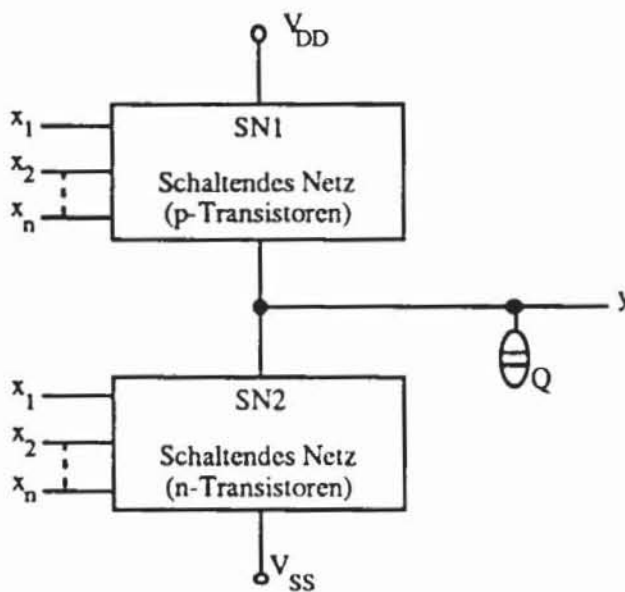 V_DD
x_1
SN1
x_2
Schaltendes Netz
x_n
(p-Transistoren)
y
Q
x_1
SN2
x_2
Schaltendes Netz
x_n
(n-Transistoren)
V_SS